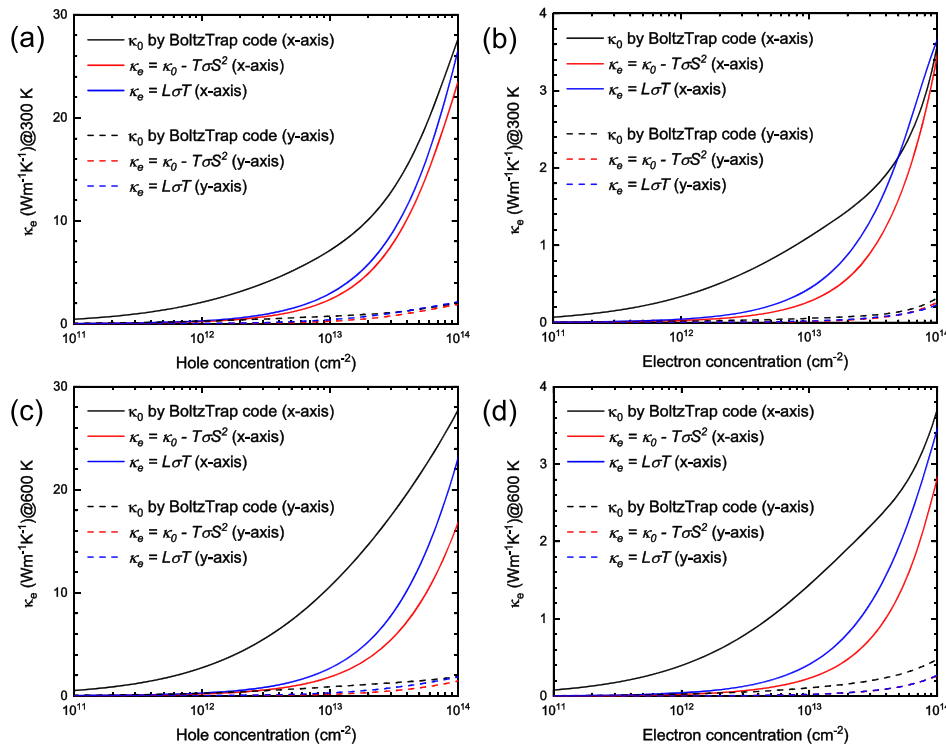 (a)
30
20
10
0
κe (Wm⁻¹K⁻¹)@300 K
κ₀ by BoltzTrap code (x-axis)
κe = κ₀ - TσS² (x-axis)
κe = LσT (x-axis)
κ₀ by BoltzTrap code (y-axis)
κe = κ₀ - TσS² (y-axis)
κe = LσT (y-axis)
10¹¹ 10¹² 10¹³ 10¹⁴
Hole concentration (cm⁻²)
(b)
4
3
2
1
0
κe (Wm⁻¹K⁻¹)@300 K
κ₀ by BoltzTrap code (x-axis)
κe = κ₀ - TσS² (x-axis)
κe = LσT (x-axis)
κ₀ by BoltzTrap code (y-axis)
κe = κ₀ - TσS² (y-axis)
κe = LσT (y-axis)
10¹¹ 10¹² 10¹³ 10¹⁴
Electron concentration (cm⁻²)
(c)
30
20
10
0
κe (Wm⁻¹K⁻¹)@600 K
κ₀ by BoltzTrap code (x-axis)
κe = κ₀ - TσS² (x-axis)
κe = LσT (x-axis)
κ₀ by BoltzTrap code (y-axis)
κe = κ₀ - TσS² (y-axis)
κe = LσT (y-axis)
10¹¹ 10¹² 10¹³ 10¹⁴
Hole concentration (cm⁻²)
(d)
4
3
2
1
0
κe (Wm⁻¹K⁻¹)@600 K
κ₀ by BoltzTrap code (x-axis)
κe = κ₀ - TσS² (x-axis)
κe = LσT (x-axis)
κ₀ by BoltzTrap code (y-axis)
κe = κ₀ - TσS² (y-axis)
κe = LσT (y-axis)
10¹¹ 10¹² 10¹³ 10¹⁴
Electron concentration (cm⁻²)